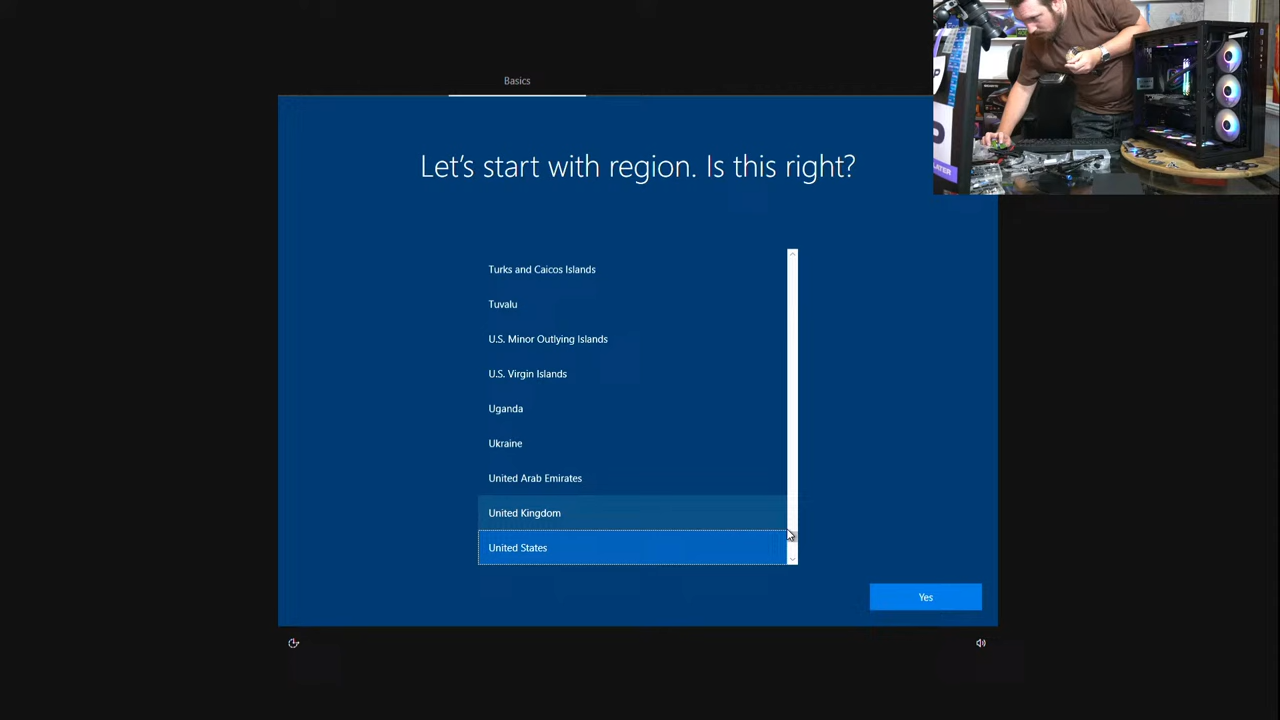 Basics
Let's start with region. Is this right?
Turks and Caicos Islands
Tuvalu
U.S. Minor Outlying Islands
U.S. Virgin Islands
Uganda
Ukraine
United Arab Emirates
United Kingdom
United States
Yes